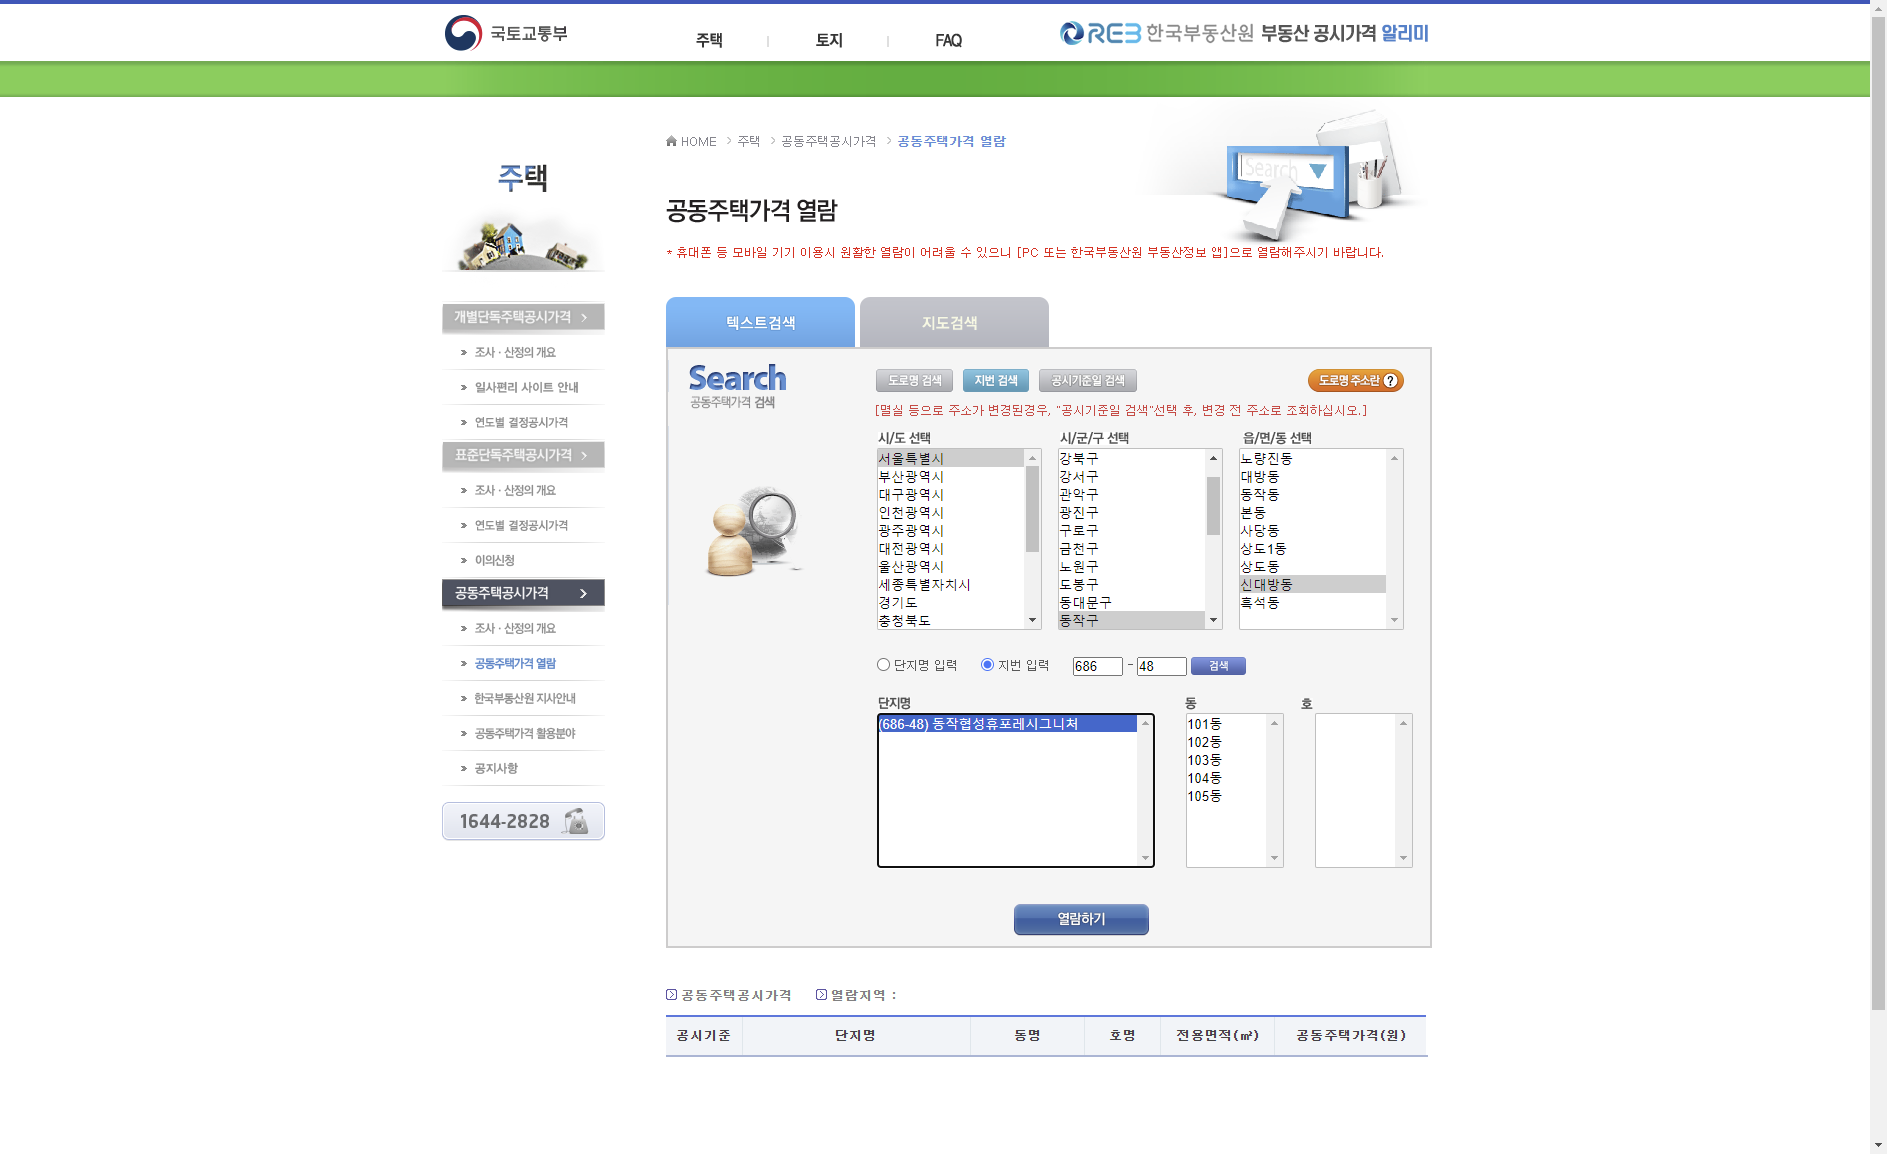 국토교통부
주택
토지
FAQ
REB 한국부동산원 부동산 공시가격 알리미
HOME
주택
공동주택공시가격
공동주택가격 열람
Search
주택
공동주택가격 열람
* 휴대폰 등 모바일 기기 이용시 원활한 열람이 어려울 수 있으니 [PC 또는 한국부동산원 부동산정보 앱]으로 열람해주시기 바랍니다.
개별단독주택공시가격
조사·산정의 개요
일사편리 사이트 안내
연도별 결정공시가격
표준단독주택공시가격
조사·산정의 개요
연도별 결정공시가격
이의신청
공동주택공시가격
조사·산정의 개요
공동주택가격 열람
한국부동산원 지사안내
공동주택가격 활용분야
공지사항
1644-2828
텍스트검색
지도검색
Search
공동주택가격 검색
도로명 검색
지번 검색
공시기준일 검색
도로명 주소란 ?
[멸실 등으로 주소가 변경된경우, "공시기준일 검색"선택 후, 변경 전 주소로 조회하십시오.]
시/도 선택
서울특별시
부산광역시
대구광역시
인천광역시
광주광역시
대전광역시
울산광역시
세종특별자치시
경기도
충청북도
시/군/구 선택
강북구
강서구
관악구
광진구
구로구
금천구
노원구
도봉구
동대문구
동작구
읍/면/동 선택
노량진동
대방동
동작동
본동
사당동
상도1동
상도동
신대방동
흑석동
단지명 입력
지번 입력
686 - 48
검색
단지명
(686-48) 동작협성휴포레시그니처
동
101동
102동
103동
104동
105동
호
열람하기
공동주택공시가격
열람지역 :
공시기준
단지명
동명
호명
전용면적(㎡)
공동주택가격(원)